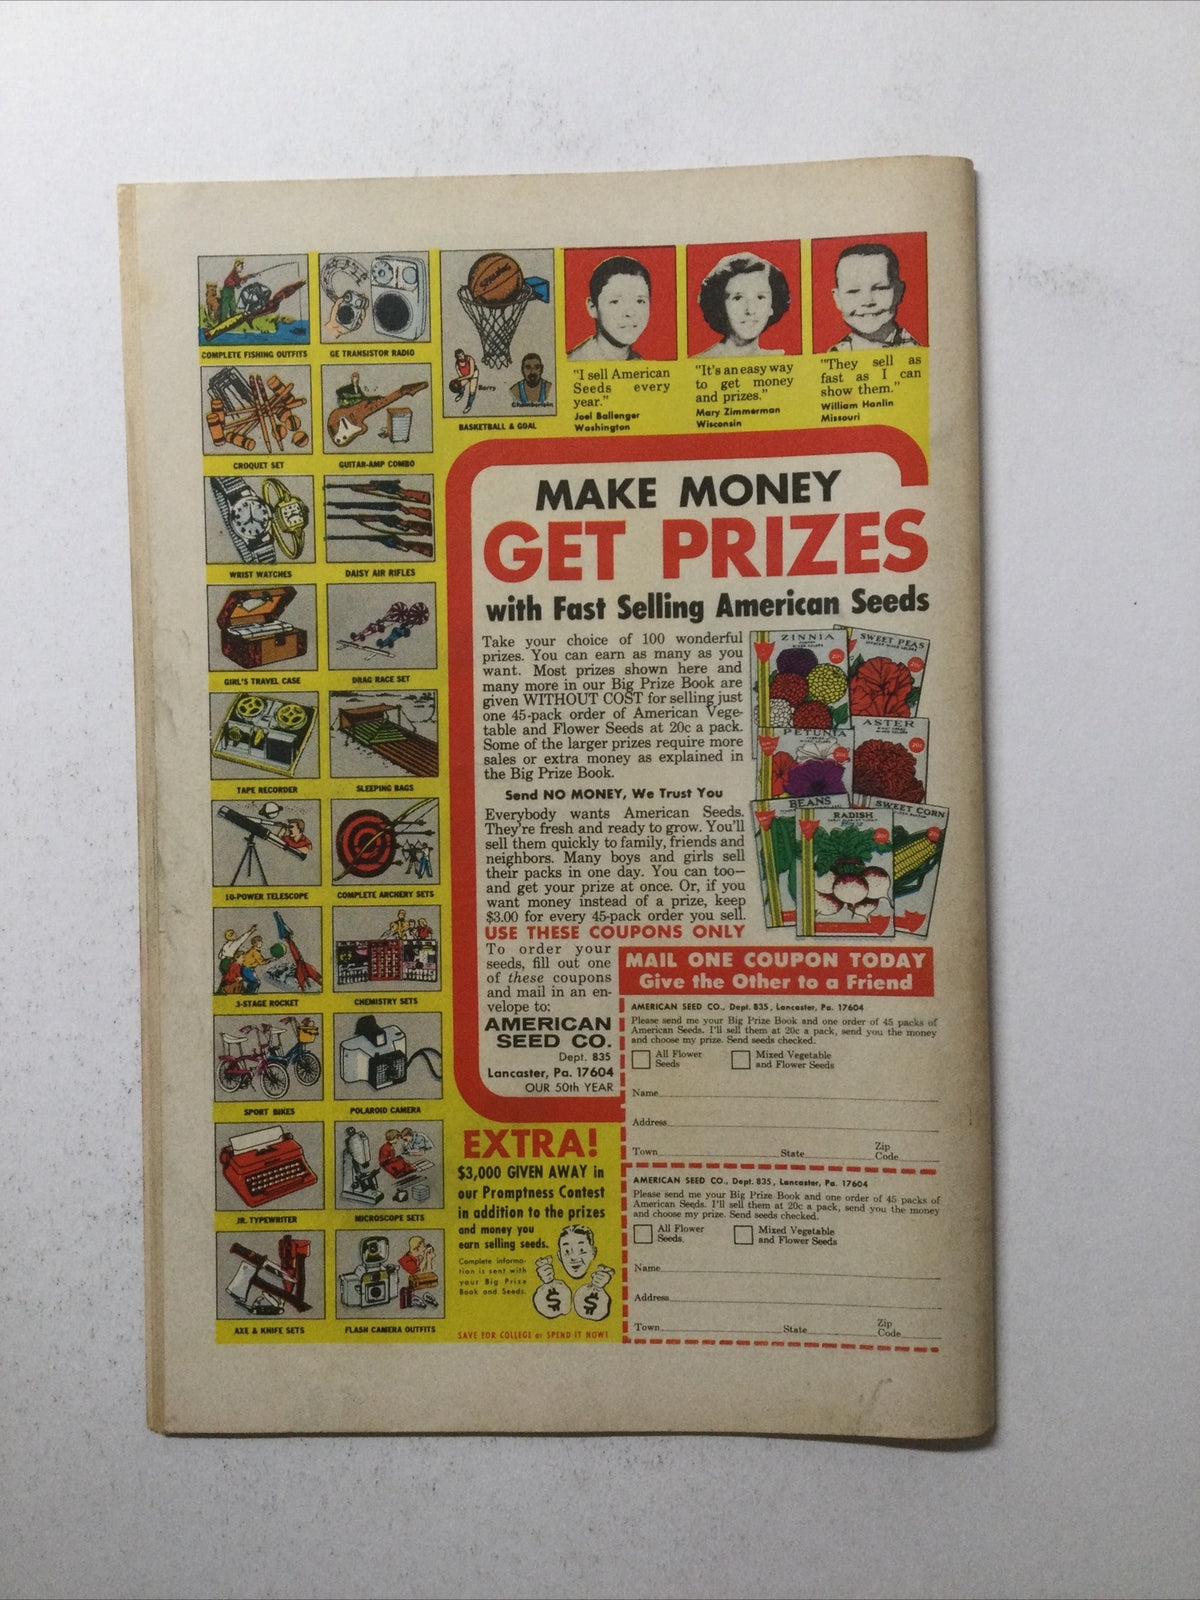 COMPLETE FISHING OUTFITS
GE TRANSISTOR RADIO
Spalding
Barry
Chamberlain
BASKETBALL & GOAL
CROQUET SET
GUITAR-AMP COMBO
WRIST WATCHES
DAISY AIR RIFLES
GIRL'S TRAVEL CASE
DRAG RACE SET
TAPE RECORDER
SLEEPING BAGS
10-POWER TELESCOPE
COMPLETE ARCHERY SETS
3-STAGE ROCKET
CHEMISTRY SETS
SPORT BIKES
POLAROID CAMERA
JR. TYPEWRITER
MICROSCOPE SETS
AXE & KNIFE SETS
FLASH CAMERA OUTFITS
"I sell American
Seeds every
year."
Joel Ballenger
Washington
"It's an easy way
to get money
and prizes."
Mary Zimmerman
Wisconsin
"They sell as
fast as I can
show them."
William Hanlin
Missouri
MAKE MONEY
GET PRIZES
with Fast Selling American Seeds
Take your choice of 100 wonderful
prizes. You can earn as many as you
want. Most prizes shown here and
many more in our Big Prize Book are
given WITHOUT COST for selling just
one 45-pack order of American Vege-
table and Flower Seeds at 20c a pack.
Some of the larger prizes require more
sales or extra money as explained in
the Big Prize Book.
Send NO MONEY, We Trust You
Everybody wants American Seeds.
They're fresh and ready to grow. You'll
sell them quickly to family, friends and
neighbors. Many boys and girls sell
their packs in one day. You can too—
and get your prize at once. Or, if you
want money instead of a prize, keep
$3.00 for every 45-pack order you sell.
USE THESE COUPONS ONLY
To order your
seeds, fill out one
of these coupons
and mail in an en-
velope to:
AMERICAN
SEED CO.
Dept. 835
Lancaster, Pa. 17604
OUR 50th YEAR
ZINNIA
SWEET PEAS
PETUNIA
ASTER
BEANS
RADISH
SWEET CORN
MAIL ONE COUPON TODAY
Give the Other to a Friend
AMERICAN SEED CO., Dept. 835, Lancaster, Pa. 17604
Please send me your Big Prize Book and one order of 45 packs of
American Seeds. I'll sell them at 20c a pack, send you the money
and choose my prize. Send seeds checked.
All Flower
Seeds
Mixed Vegetable
and Flower Seeds
Name
Address
Town State Zip
Code
AMERICAN SEED CO., Dept. 835, Lancaster, Pa. 17604
Please send me your Big Prize Book and one order of 45 packs of
American Seeds. I'll sell them at 20c a pack, send you the money
and choose my prize. Send seeds checked.
All Flower
Seeds.
Mixed Vegetable
and Flower Seeds
Name
Address
Town State Zip
Code
EXTRA!
$3,000 GIVEN AWAY in
our Promptness Contest
in addition to the prizes
and money you
earn selling seeds.
Complete informa-
tion is sent with
your Big Prize
Book and Seeds.
$ $
SAVE FOR COLLEGE or SPEND IT NOW!